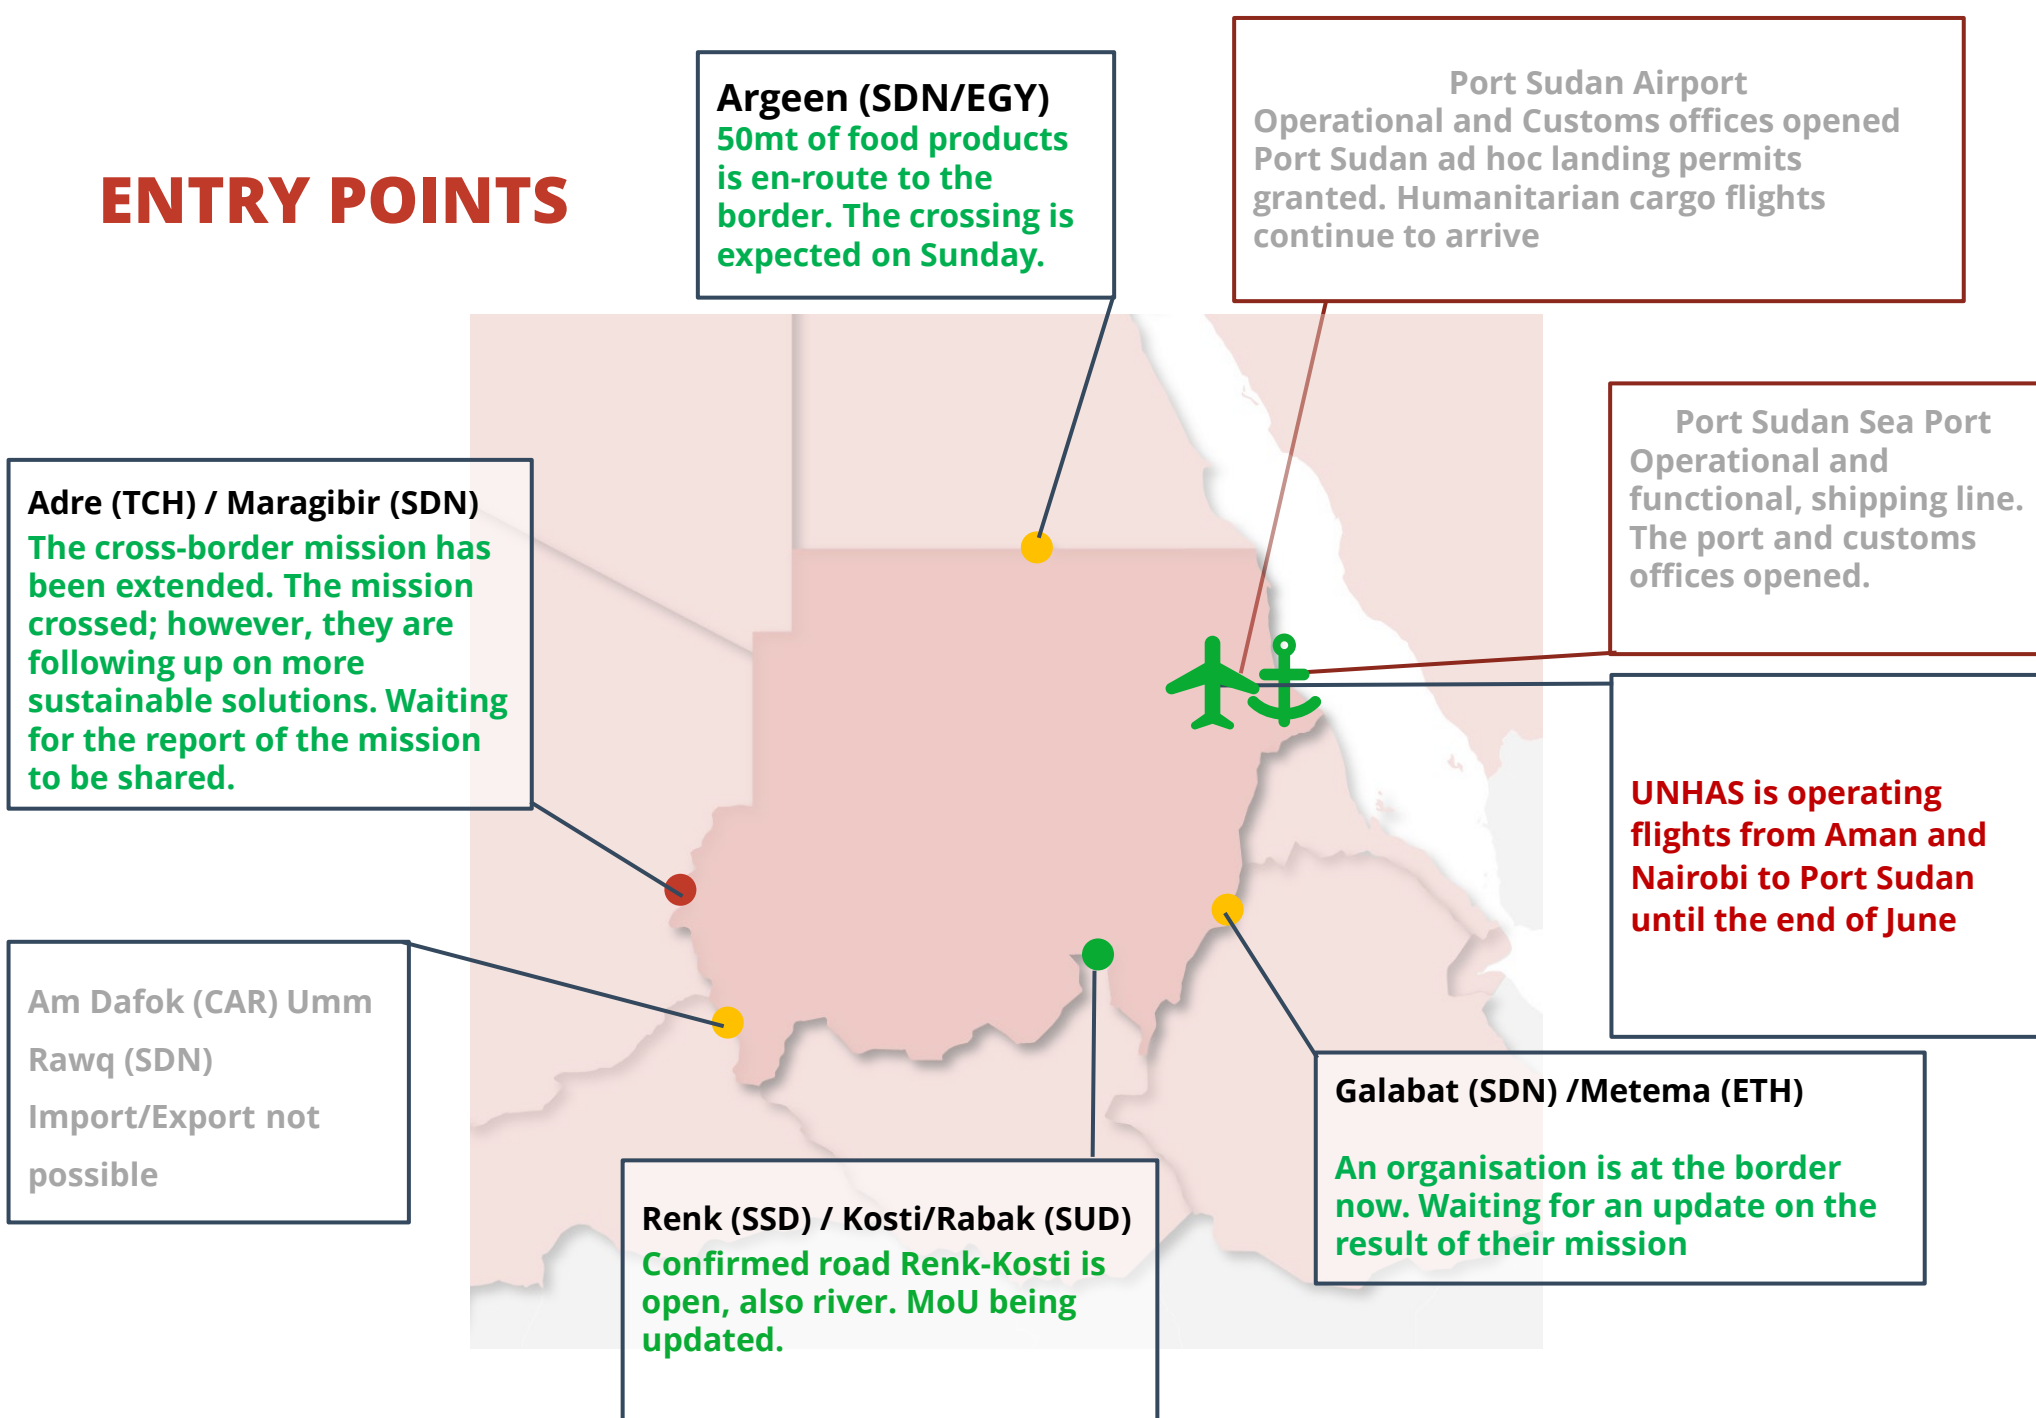 ENTRY POINTS
Argeen (SDN/EGY)
50mt of food products
is en-route to the
border. The crossing is
expected on Sunday.
Port Sudan Airport
Operational and Customs offices opened
Port Sudan ad hoc landing permits
granted. Humanitarian cargo flights
continue to arrive
Port Sudan Sea Port
Operational and
functional, shipping line.
The port and customs
offices opened.
Adre (TCH) / Maragibir (SDN)
The cross-border mission has
been extended. The mission
crossed; however, they are
following up on more
sustainable solutions. Waiting
for the report of the mission
to be shared.
UNHAS is operating
flights from Aman and
Nairobi to Port Sudan
until the end of June
Am Dafok (CAR) Umm
Rawq (SDN)
Import/Export not
possible
Galabat (SDN) /Metema (ETH)
An organisation is at the border
now. Waiting for an update on the
result of their mission
Renk (SSD) / Kosti/Rabak (SUD)
Confirmed road Renk-Kosti is
open, also river. MoU being
updated.